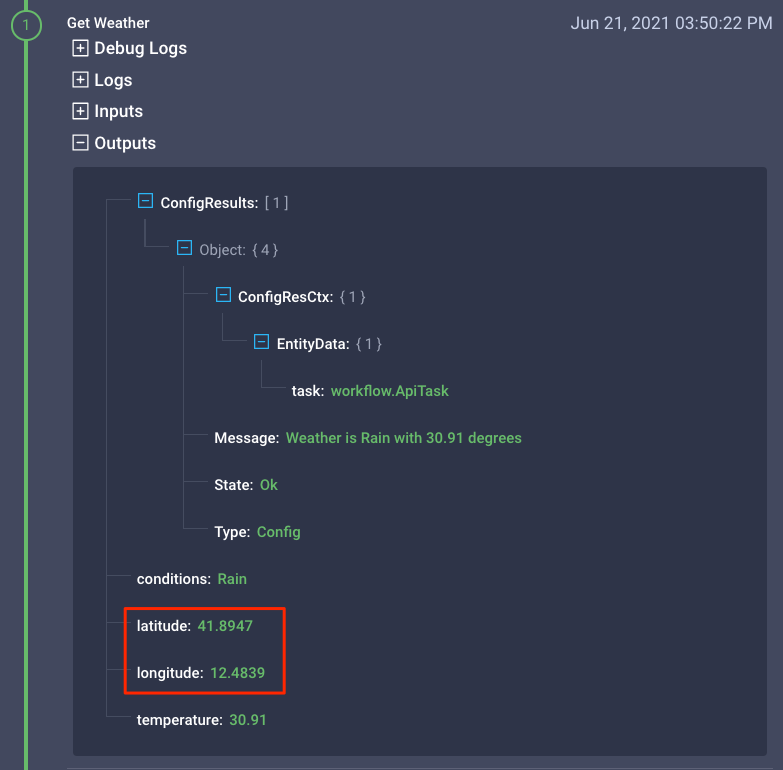 1
Get Weather
Jun 21, 2021 03:50:22 PM
Debug Logs
Logs
Inputs
Outputs
ConfigResults: [ 1 ]
Object: { 4 }
ConfigResCtx: { 1 }
EntityData: { 1 }
task: workflow.ApiTask
Message: Weather is Rain with 30.91 degrees
State: Ok
Type: Config
conditions: Rain
latitude: 41.8947
longitude: 12.4839
temperature: 30.91